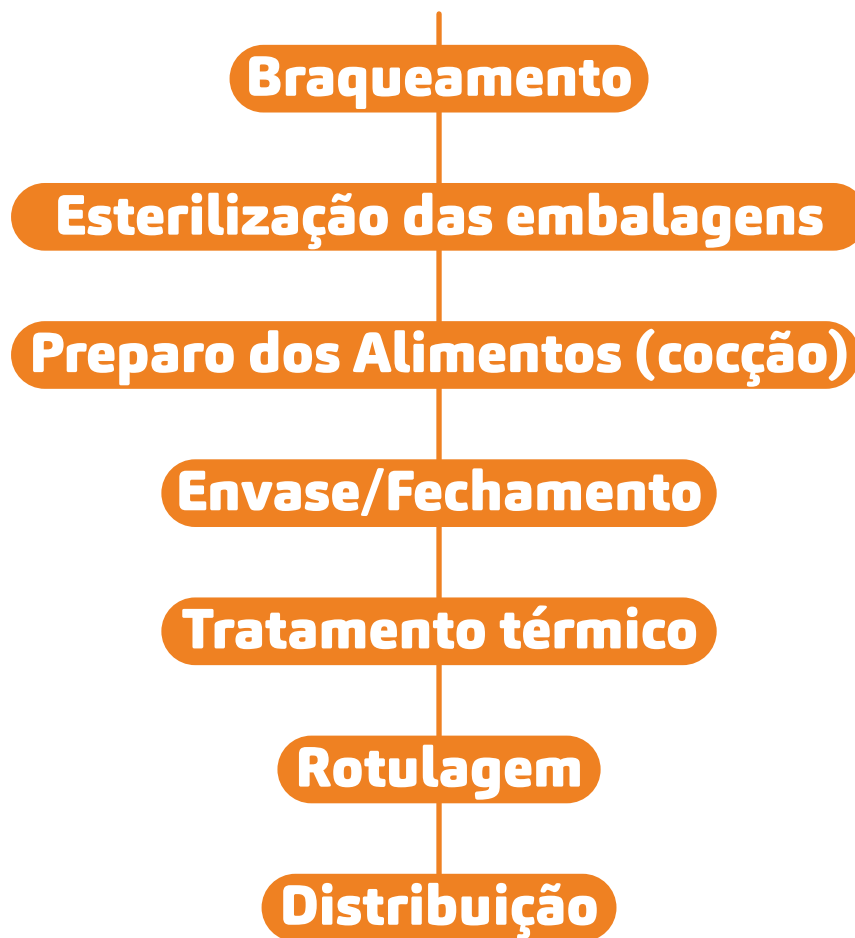 Braqueamento
Esterilização das embalagens
Preparo dos Alimentos (cocção)
Envase/Fechamento
Tratamento térmico
Rotulagem
Distribuição